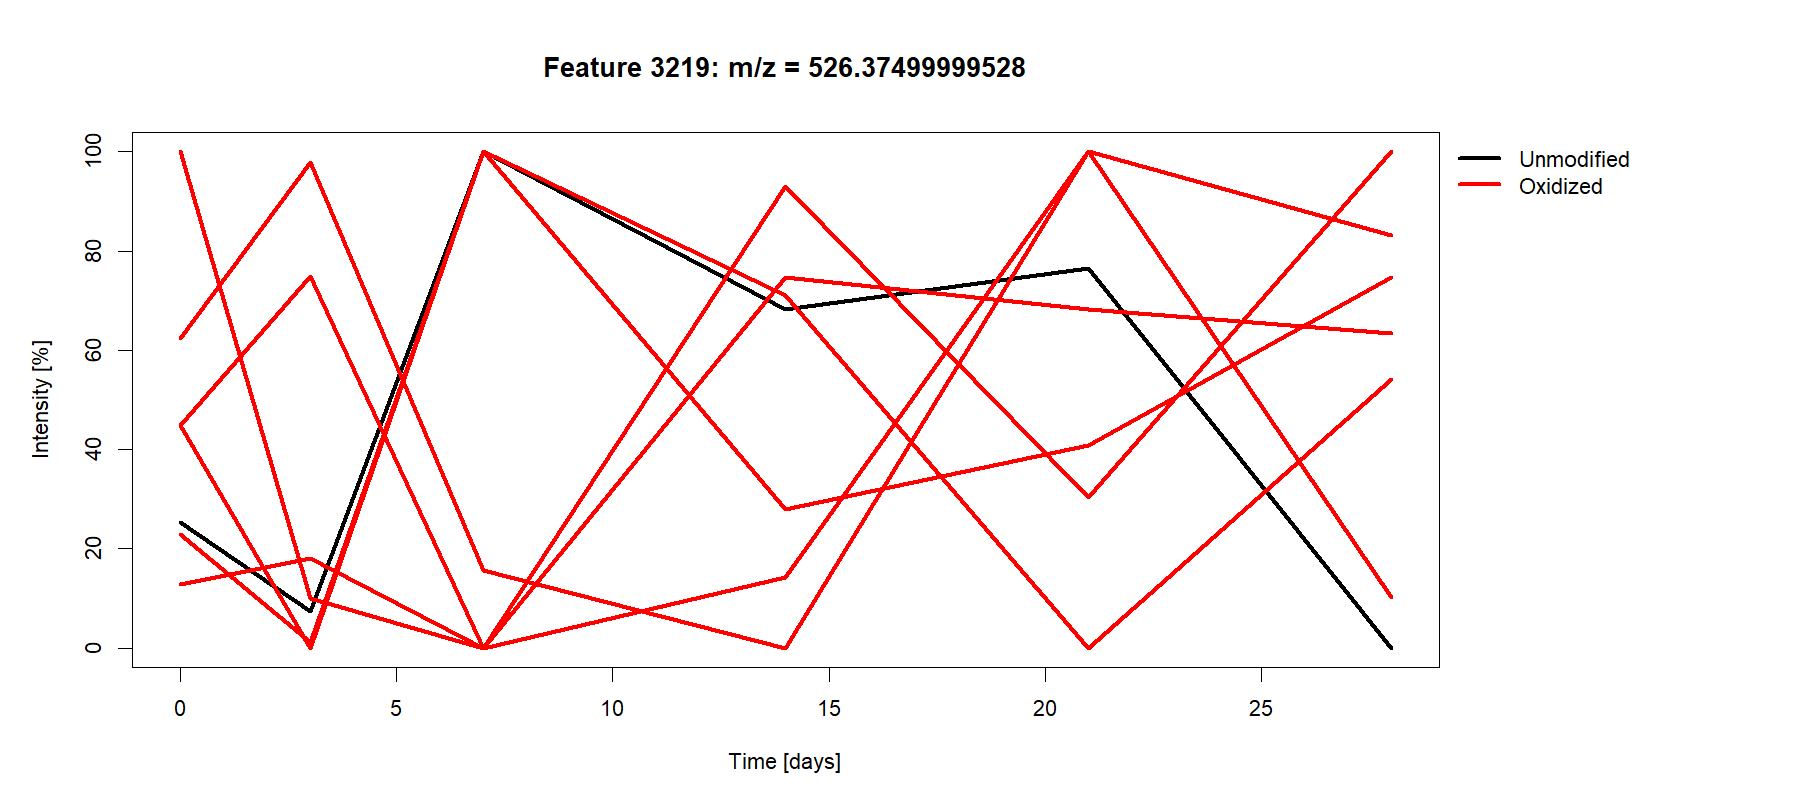 Feature 3219: m/z = 526.37499999528
Unmodified
Oxidized
100
80
60
40
20
0
Intensity [%]
0 5 10 15 20 25
Time [days]